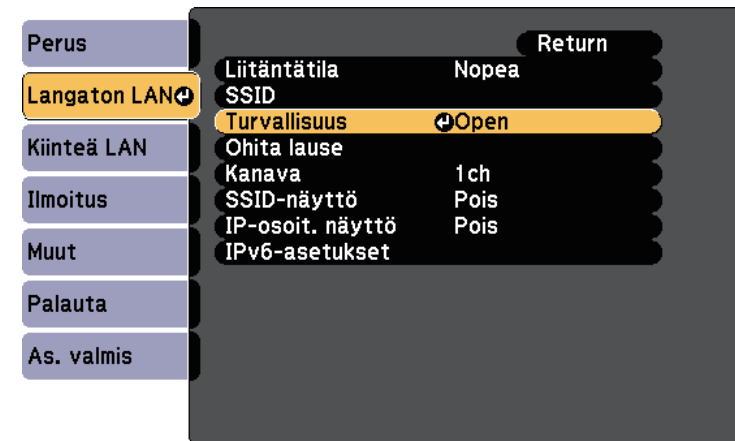 Perus
Langaton LAN
Kiinteä LAN
Ilmoitus
Muut
Palauta
As. valmis
Return
Liitäntätila Nopea
SSID
Turvallisuus Open
Ohita lause
Kanava 1ch
SSID-näyttö Pois
IP-osoit. näyttö Pois
IPv6-asetukset